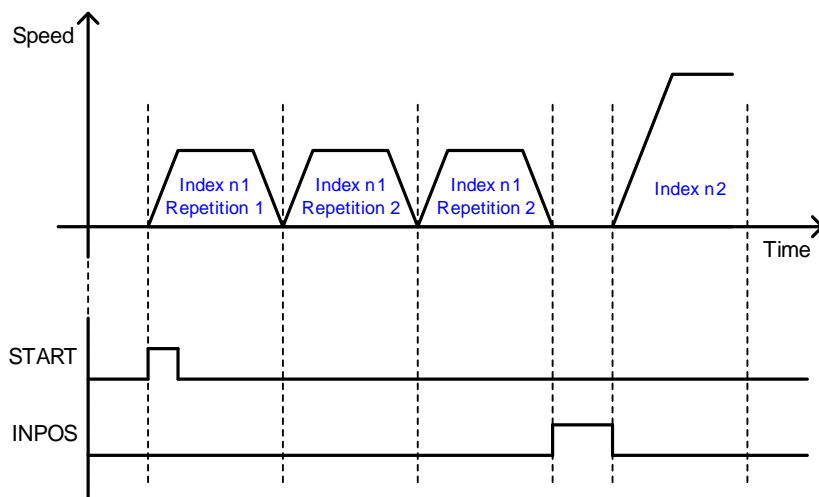 Speed
Index n1
Repetition 1
Index n1
Repetition 2
Index n1
Repetition 2
Index n2
Time
START
INPOS